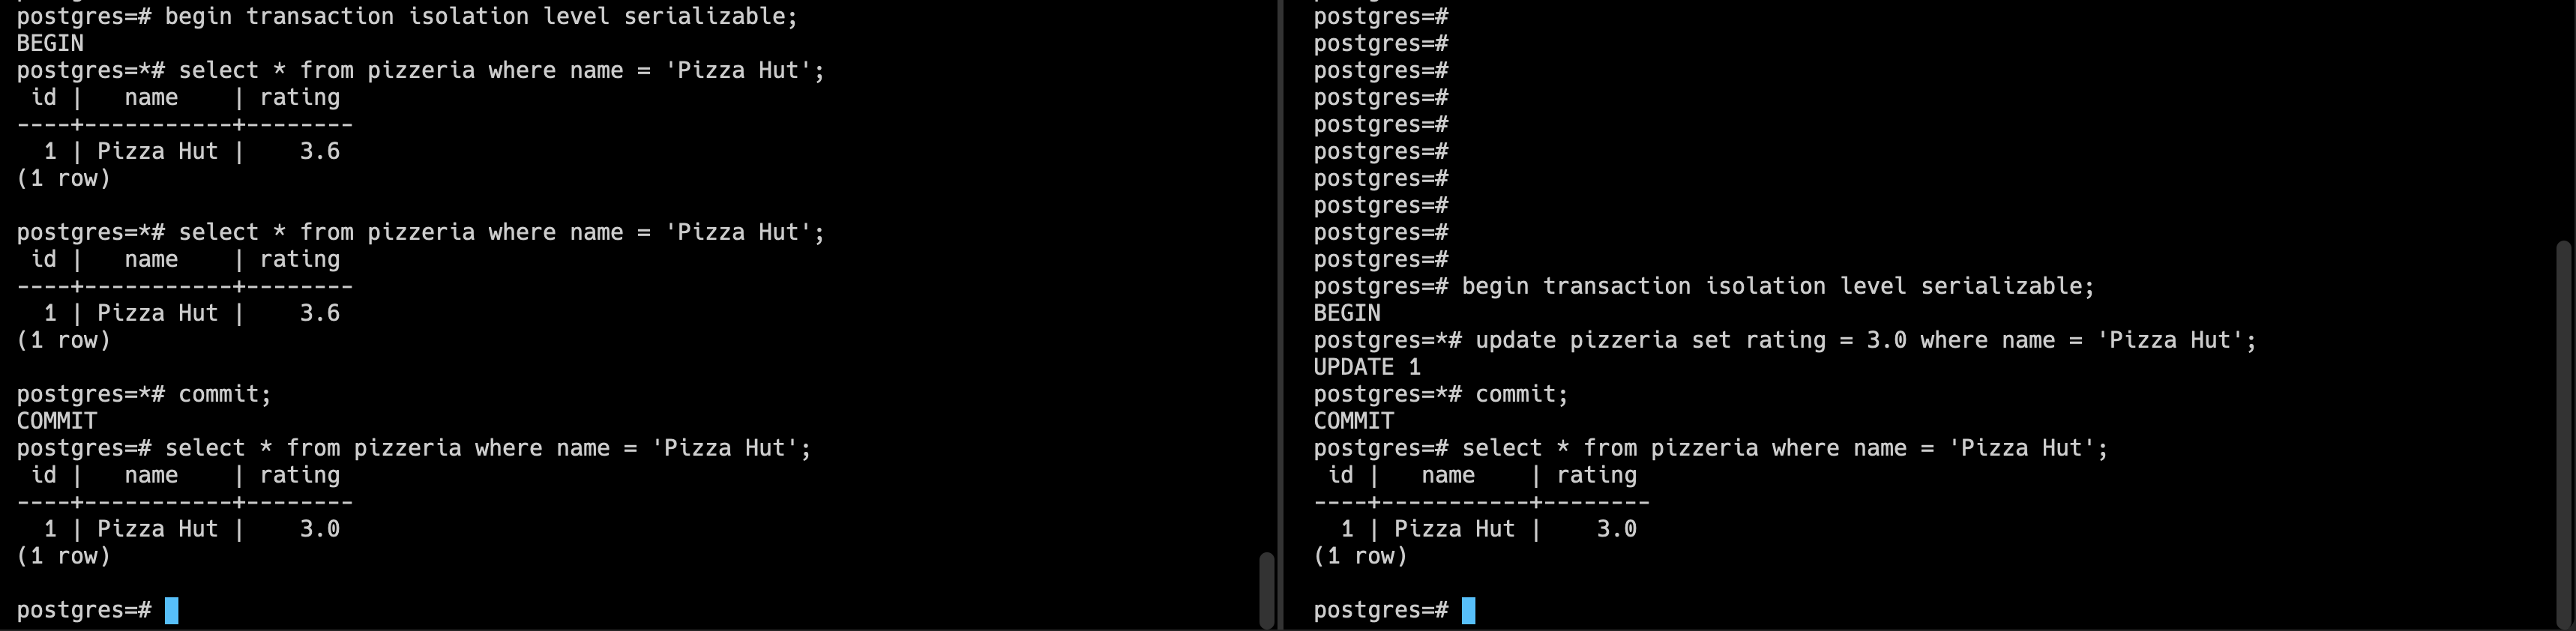 postgres=# begin transaction isolation level serializable;
BEGIN
postgres=*# select * from pizzeria where name = 'Pizza Hut';
 id |   name    | rating
----+-----------+--------
  1 | Pizza Hut |    3.6
(1 row)

postgres=*# select * from pizzeria where name = 'Pizza Hut';
 id |   name    | rating
----+-----------+--------
  1 | Pizza Hut |    3.6
(1 row)

postgres=*# commit;
COMMIT
postgres=# select * from pizzeria where name = 'Pizza Hut';
 id |   name    | rating
----+-----------+--------
  1 | Pizza Hut |    3.0
(1 row)

postgres=#
postgres=#
postgres=#
postgres=#
postgres=#
postgres=#
postgres=#
postgres=#
postgres=#
postgres=#
postgres=#
postgres=# begin transaction isolation level serializable;
BEGIN
postgres=*# update pizzeria set rating = 3.0 where name = 'Pizza Hut';
UPDATE 1
postgres=*# commit;
COMMIT
postgres=# select * from pizzeria where name = 'Pizza Hut';
 id |   name    | rating
----+-----------+--------
  1 | Pizza Hut |    3.0
(1 row)

postgres=#